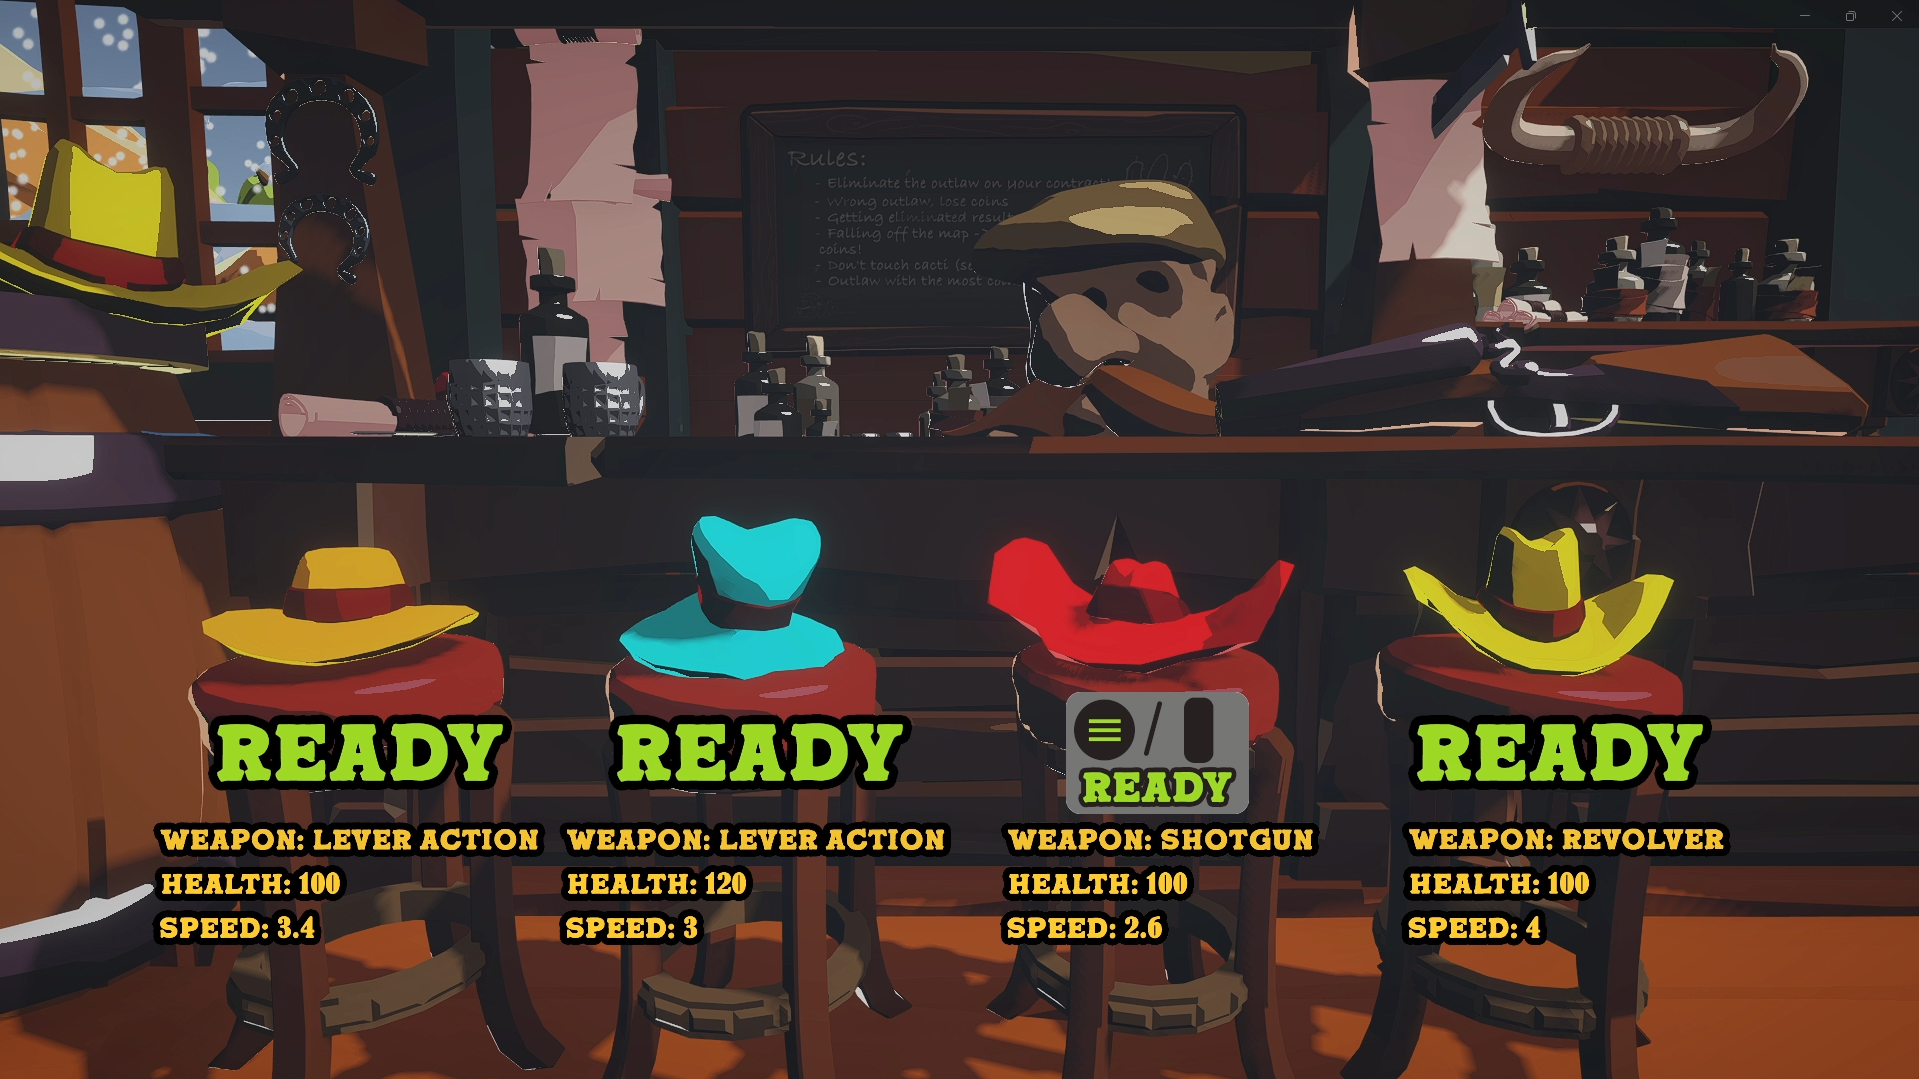 Rules:
- Eliminate the outlaw on your contract
- Wrong outlaw, lose coins
- Getting eliminated
- Falling off the map -
coins!
- Don't touch cacti
- Outlaw with the most
READY
READY
READY
READY
WEAPON: LEVER ACTION
HEALTH: 100
SPEED: 3.4
WEAPON: LEVER ACTION
HEALTH: 120
SPEED: 3
WEAPON: SHOTGUN
HEALTH: 100
SPEED: 2.6
WEAPON: REVOLVER
HEALTH: 100
SPEED: 4